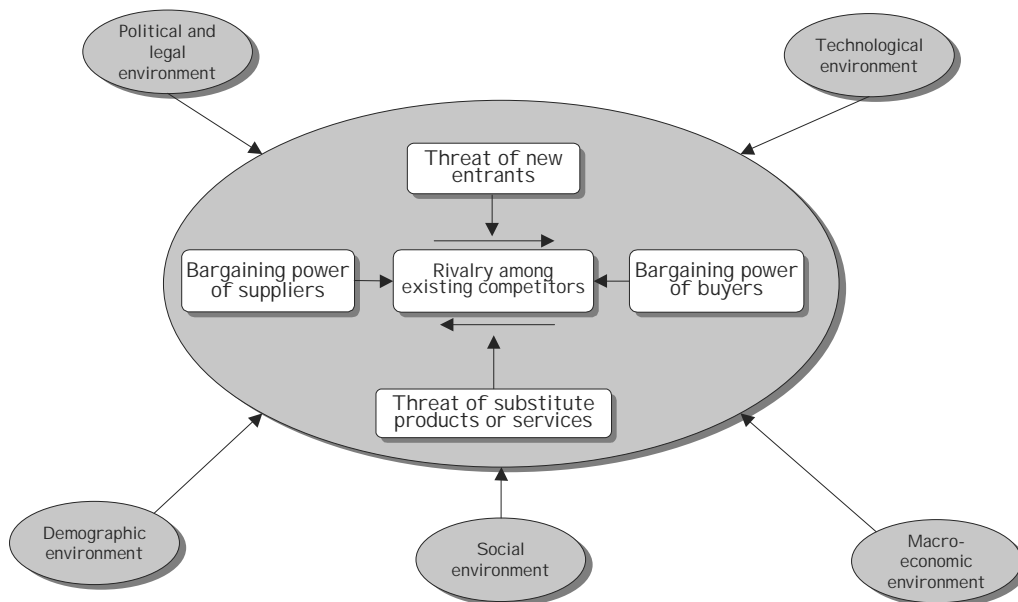 Political and
legal
environment
Technological
environment
Threat of new
entrants
Bargaining power
of suppliers
Rivalry among
existing competitors
Bargaining power
of buyers
Threat of substitute
products or services
Demographic
environment
Social
environment
Macro-
economic
environment